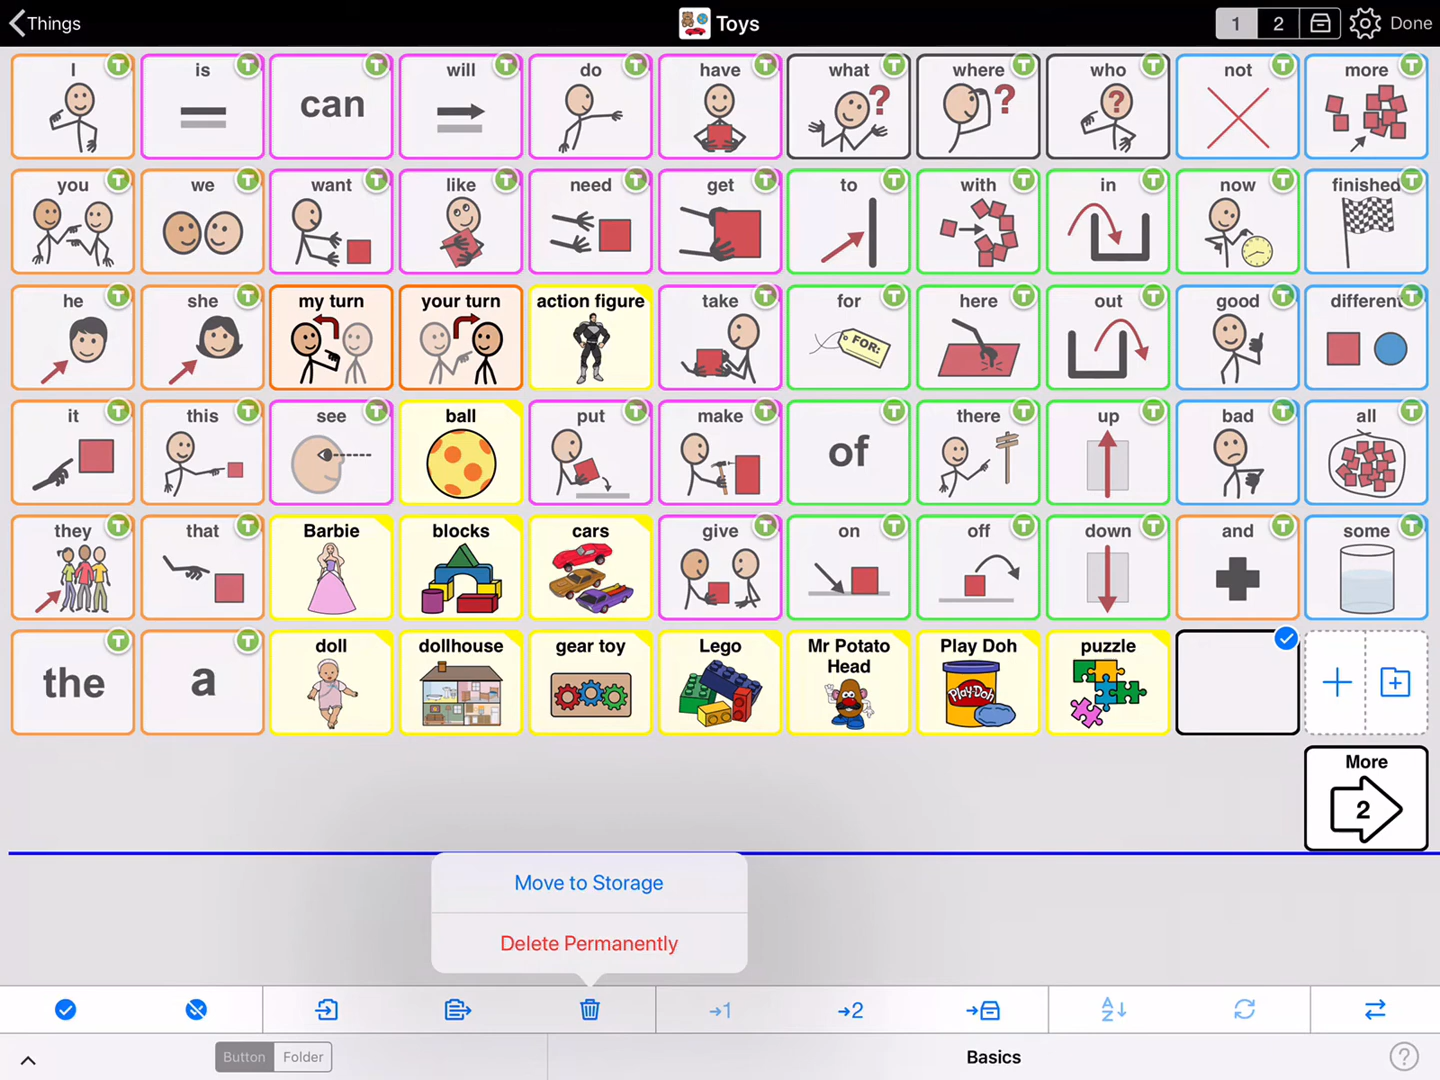 Things
Toys
1
2
Done
I
is
can
will
do
have
what
where
who
not
more
you
we
want
like
need
get
to
with
in
now
finished
he
she
my turn
your turn
action figure
take
for
FOR:
here
out
good
different
it
this
see
ball
put
make
of
there
up
bad
all
they
that
Barbie
blocks
cars
give
on
off
down
and
some
the
a
doll
dollhouse
gear toy
Lego
Mr Potato
Head
Play Doh
Play-Doh
puzzle
More
2
Move to Storage
Delete Permanently
→1
→2
A
Z
Button
Folder
Basics
?